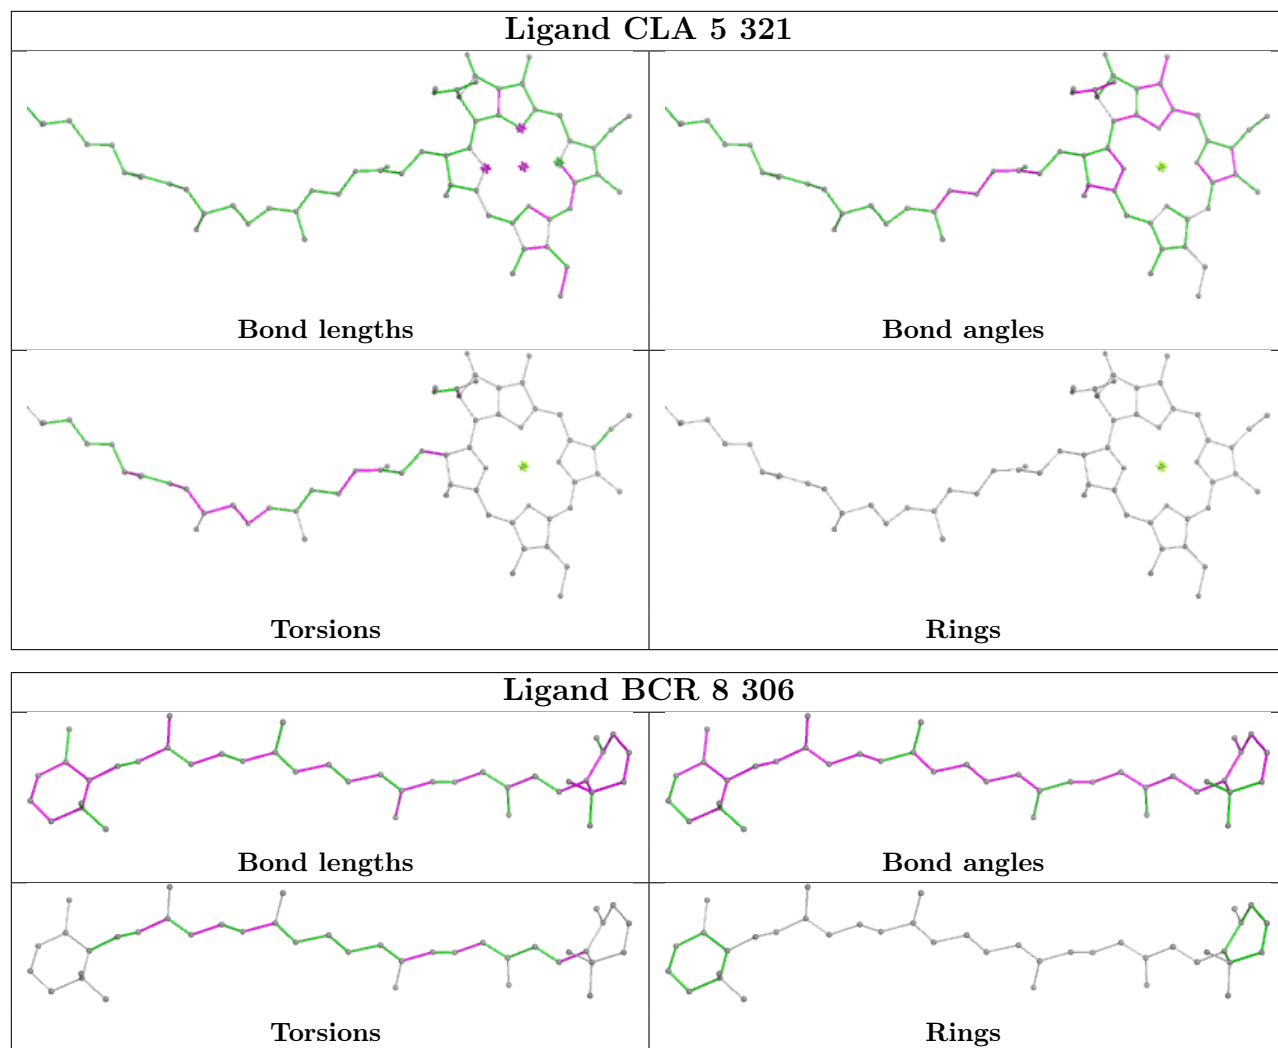 Ligand CLA 5 321
Bond lengths
Bond angles
Torsions
Rings
Ligand BCR 8 306
Bond lengths
Bond angles
Torsions
Rings